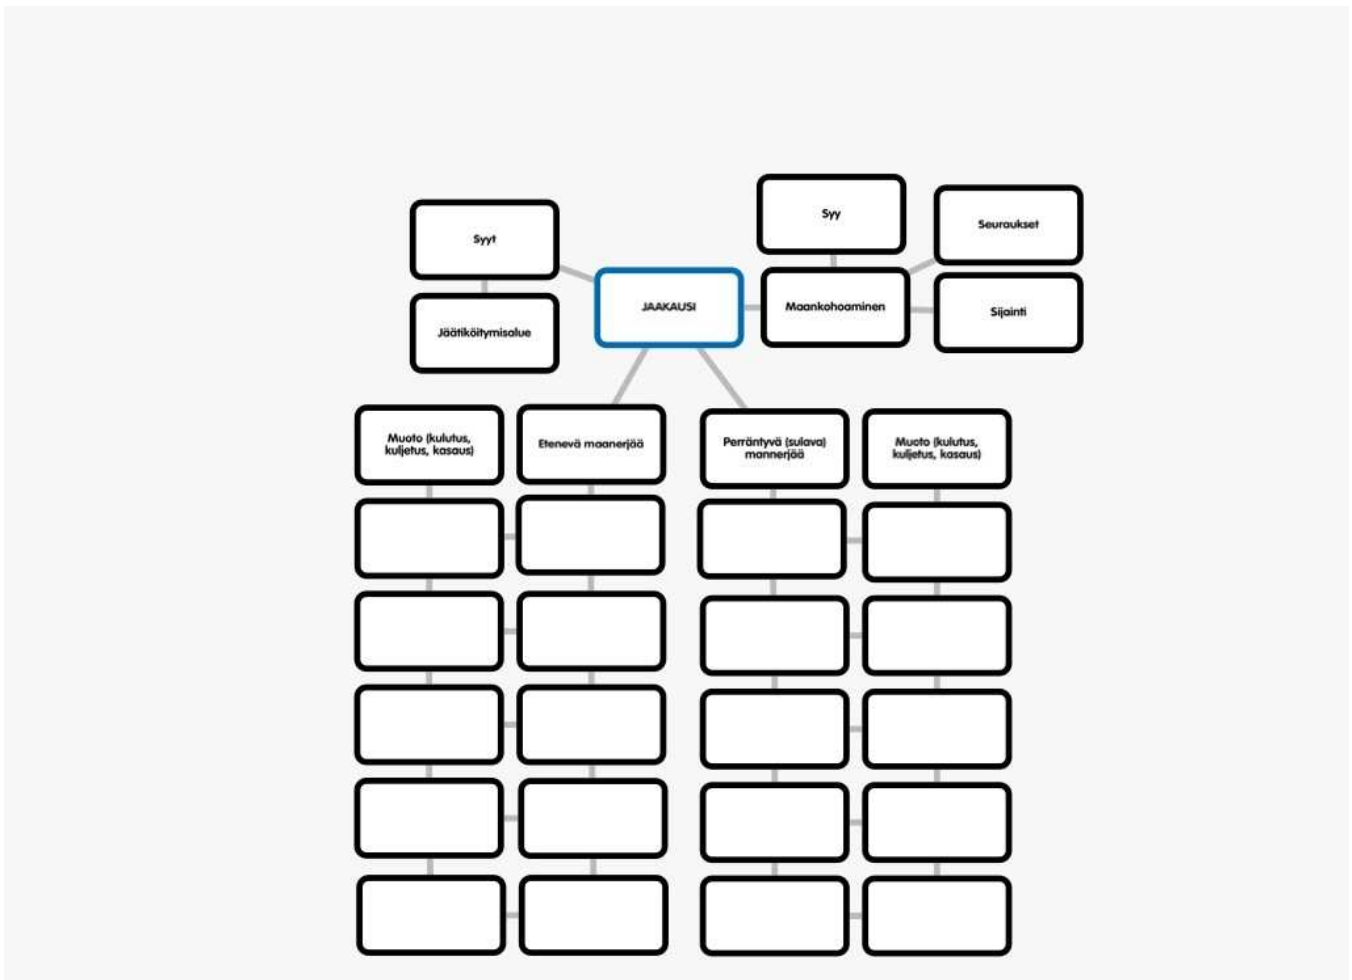 Syy
Seuraukset
Syyt
JAAKAUSI
Maankohoaminen
Sijainti
Jäätiköitymisalue
Muoto (kulutus,
kuljetus, kasaus)
Etenevä maanerjää
Perräntyvä (sulava)
mannerjää
Muoto (kulutus,
kuljetus, kasaus)